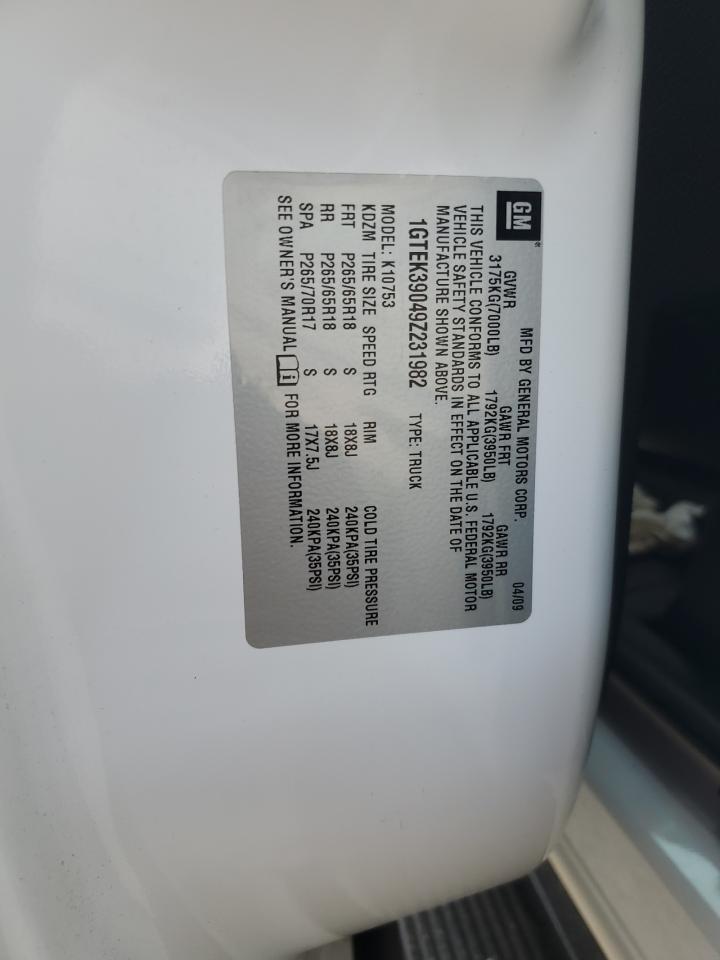 GM®
MFD BY GENERAL MOTORS CORP. 04/09
GVWR GAWR FRT GAWR RR
3175KG(7000LB) 1792KG(3950LB) 1792KG(3950LB)
THIS VEHICLE CONFORMS TO ALL APPLICABLE U.S. FEDERAL MOTOR
VEHICLE SAFETY STANDARDS IN EFFECT ON THE DATE OF
MANUFACTURE SHOWN ABOVE.
1GTEK39049Z231982 TYPE: TRUCK
MODEL: K10753
KDZM TIRE SIZE SPEED RTG RIM COLD TIRE PRESSURE
FRT P265/65R18 S 18X8J 240KPA(35PSI)
RR P265/65R18 S 18X8J 240KPA(35PSI)
SPA P265/70R17 S 17X7.5J 240KPA(35PSI)
SEE OWNER'S MANUAL i FOR MORE INFORMATION.